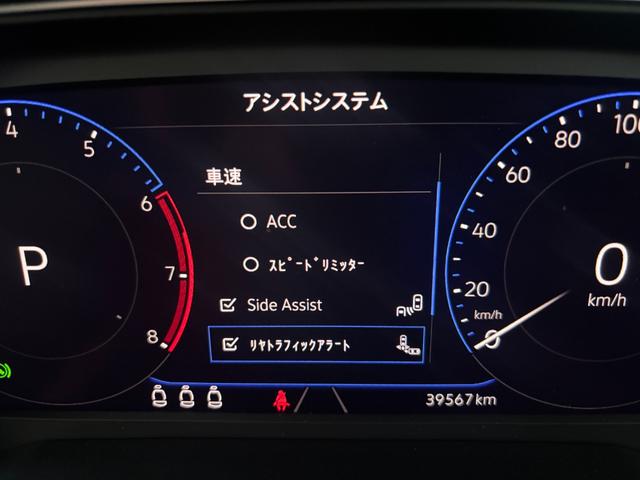 アシストシステム
4
5
6
7
8
P
車速
ACC
スピードリミッター
Side Assist
リヤトラフィックアラート
100
80
60
40
20
km/h
0
0
km/h
39567km